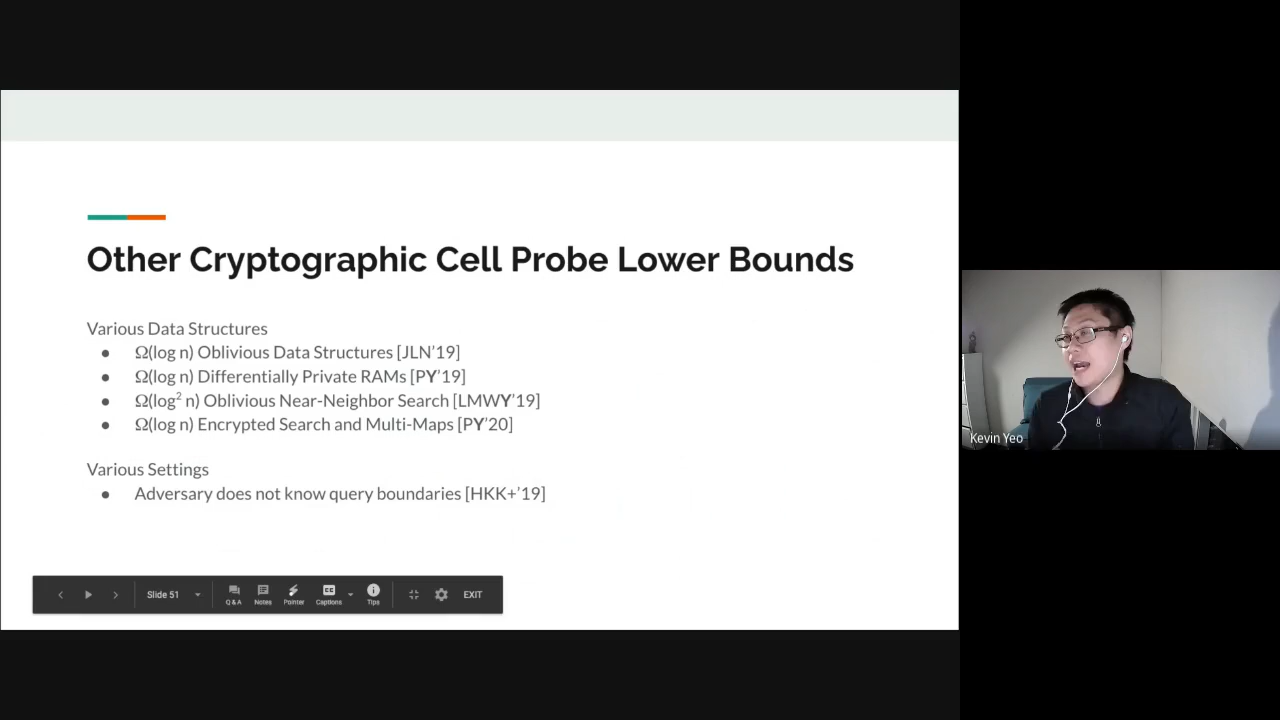 Other Cryptographic Cell Probe Lower Bounds
Various Data Structures
● Ω(log n) Oblivious Data Structures [JLN'19]
● Ω(log n) Differentially Private RAMs [PY'19]
● Ω(log² n) Oblivious Near-Neighbor Search [LMWY'19]
● Ω(log n) Encrypted Search and Multi-Maps [PY'20]
Various Settings
● Adversary does not know query boundaries [HKK+'19]
Slide 51
Q & A Notes Pointer Captions Tips EXIT
Kevin Yeo